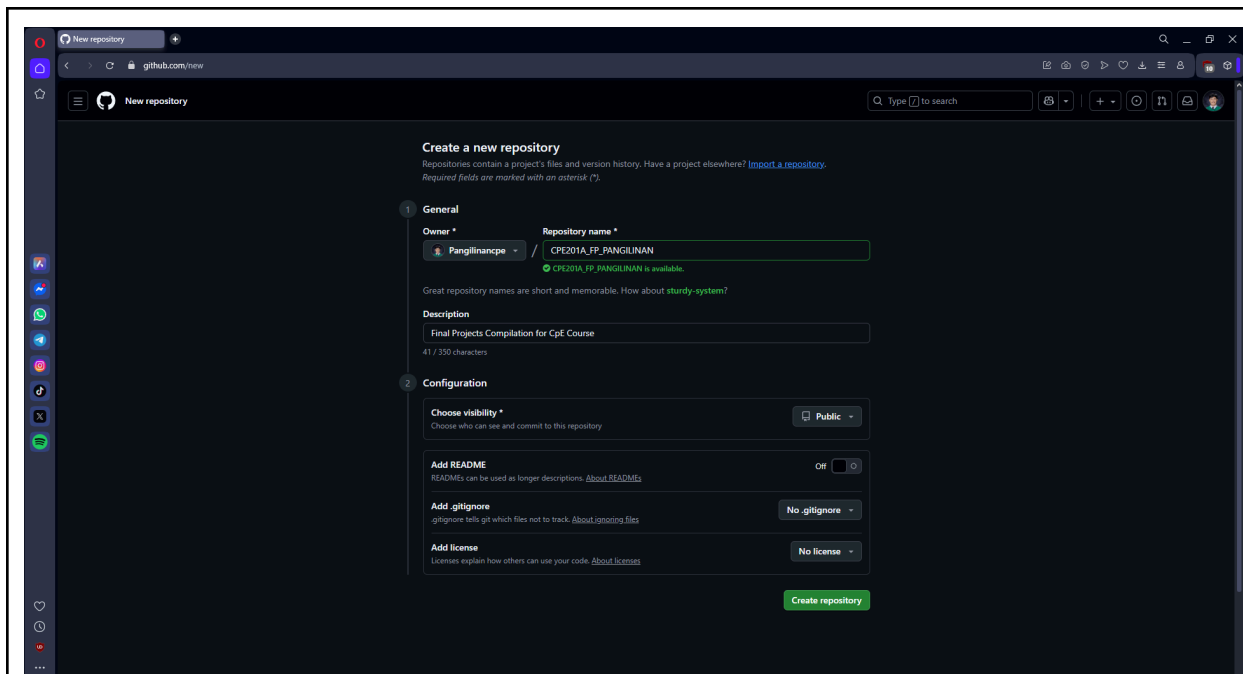 New repository
github.com/new
10
New repository
Type / to search
Create a new repository
Repositories contain a project's files and version history. Have a project elsewhere? Import a repository.
Required fields are marked with an asterisk (*).
1 General
Owner * Repository name *
Pangilinancpe / CPE201A_FP_PANGILINAN
CPE201A_FP_PANGILINAN is available.
Great repository names are short and memorable. How about sturdy-system?
Description
Final Projects Compilation for CpE Course
41 / 350 characters
2 Configuration
Choose visibility * Public
Choose who can see and commit to this repository
Add README Off
READMEs can be used as longer descriptions. About READMEs
Add .gitignore No .gitignore
.gitignore tells git which files not to track. About ignoring files
Add license No license
Licenses explain how others can use your code. About licenses
Create repository